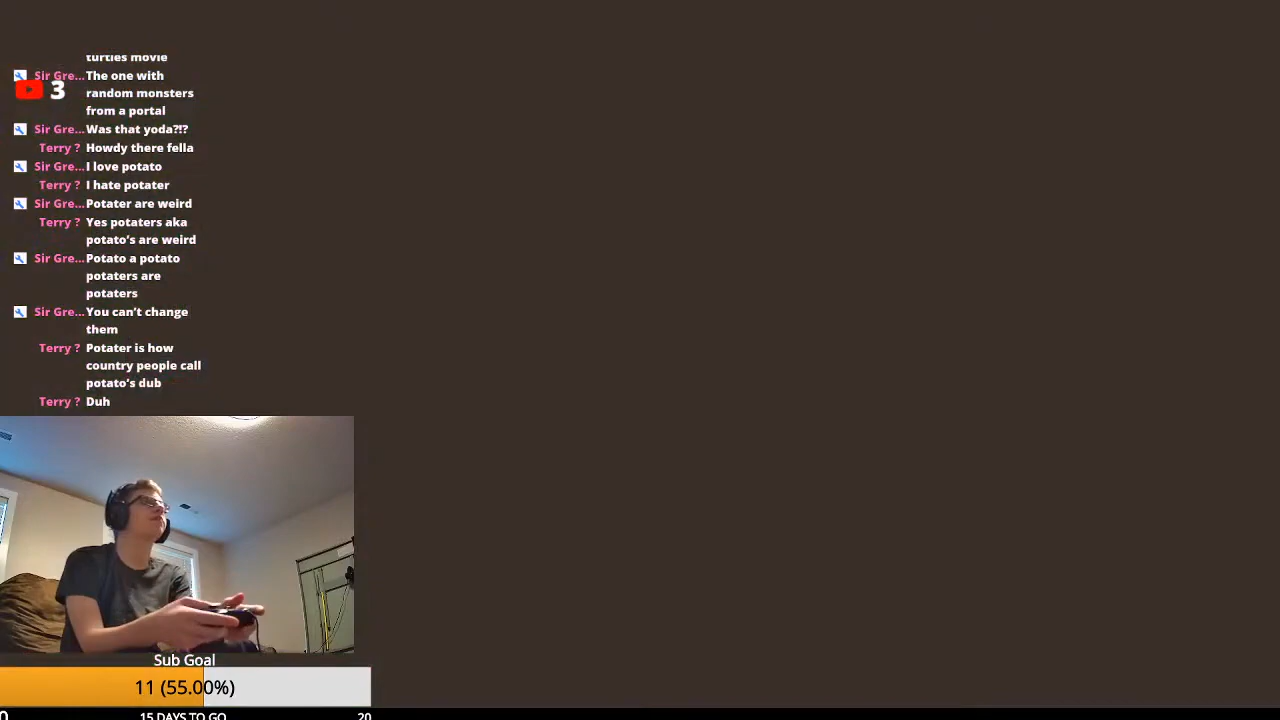 turtles movie
Sir Gre... The one with
random monsters
3
from a portal
Sir Gre... Was that yoda?!?
Terry ? Howdy there fella
Sir Gre... I love potato
Terry ? I hate potater
Sir Gre... Potater are weird
Terry ? Yes potaters aka
potato's are weird
Sir Gre... Potato a potato
potaters are
potaters
Sir Gre... You can't change
them
Terry ? Potater is how
country people call
potato's dub
Terry ? Duh
Sub Goal
11 (55.00%)
0 15 DAYS TO GO 20